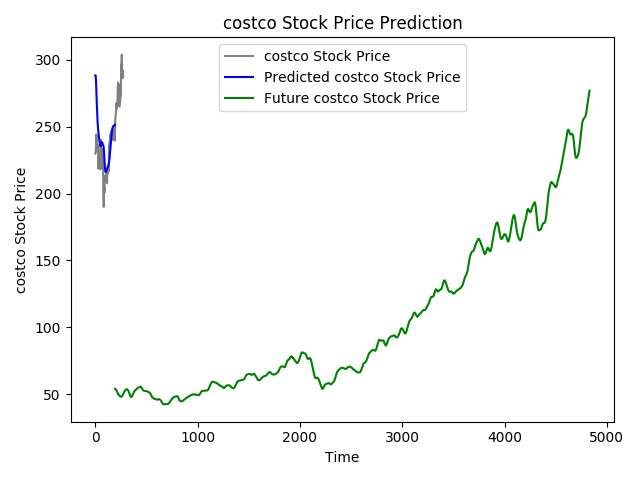 costco Stock Price Prediction
costco Stock Price
Predicted costco Stock Price
Future costco Stock Price
300
250
200
150
100
50
costco Stock Price
0
1000
2000
3000
4000
5000
Time